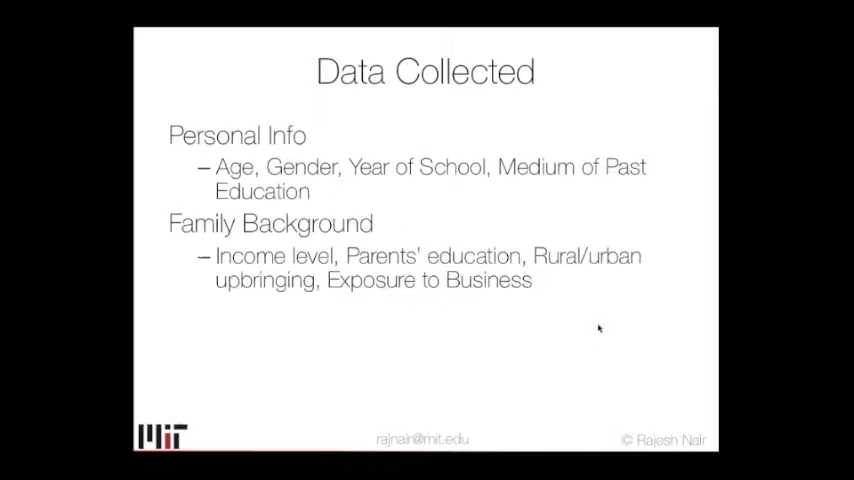 Data Collected
Personal Info
– Age, Gender, Year of School, Medium of Past
Education
Family Background
– Income level, Parents' education, Rural/urban
upbringing, Exposure to Business
MIT
rajnair@mit.edu
© Rajesh Nair